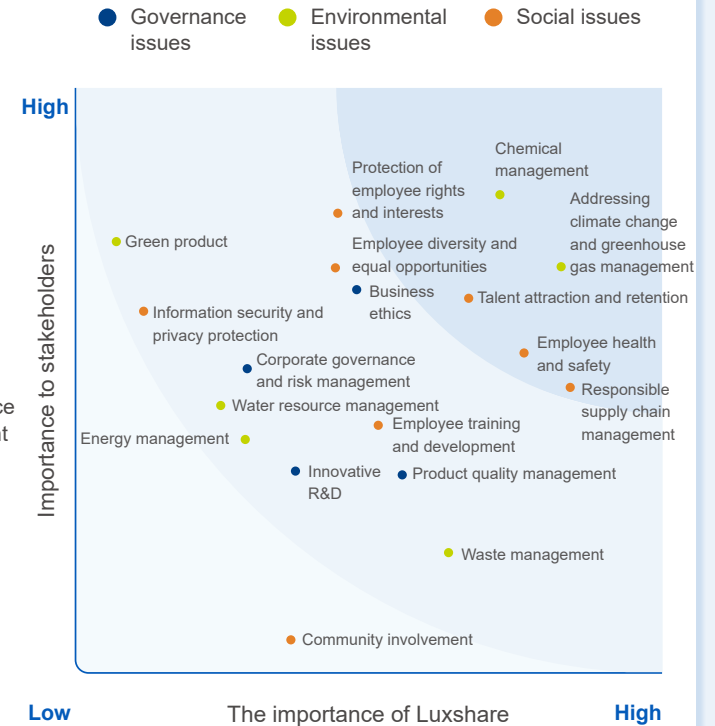 Governance
issues
Environmental
issues
Social issues
High
Importance to stakeholders
Chemical
management
Protection of
employee rights
and interests
Addressing
climate change
and greenhouse
gas management
Green product
Employee diversity and
equal opportunities
Business
ethics
Talent attraction and retention
Information security and
privacy protection
Employee health
and safety
Corporate governance
and risk management
Responsible
supply chain
management
Water resource management
Employee training
and development
Energy management
Innovative
R&D
Product quality management
Waste management
Community involvement
Low
The importance of Luxshare
High